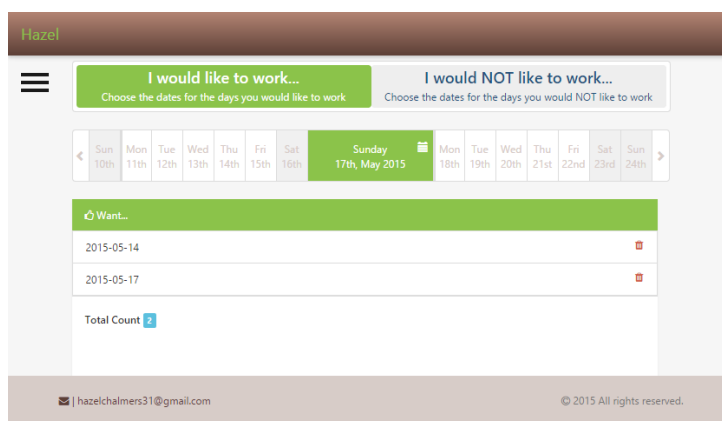 Hazel
I would like to work...
Choose the dates for the days you would like to work
I would NOT like to work...
Choose the dates for the days you would NOT like to work
Sun Mon Tue Wed Thu Fri Sat Sunday Mon Tue Wed Thu Fri Sat Sun
10th 11th 12th 13th 14th 15th 16th 17th, May 2015 18th 19th 20th 21st 22nd 23rd 24th
Want...
2015-05-14
2015-05-17
Total Count 2
| hazelchalmers31@gmail.com
© 2015 All rights reserved.